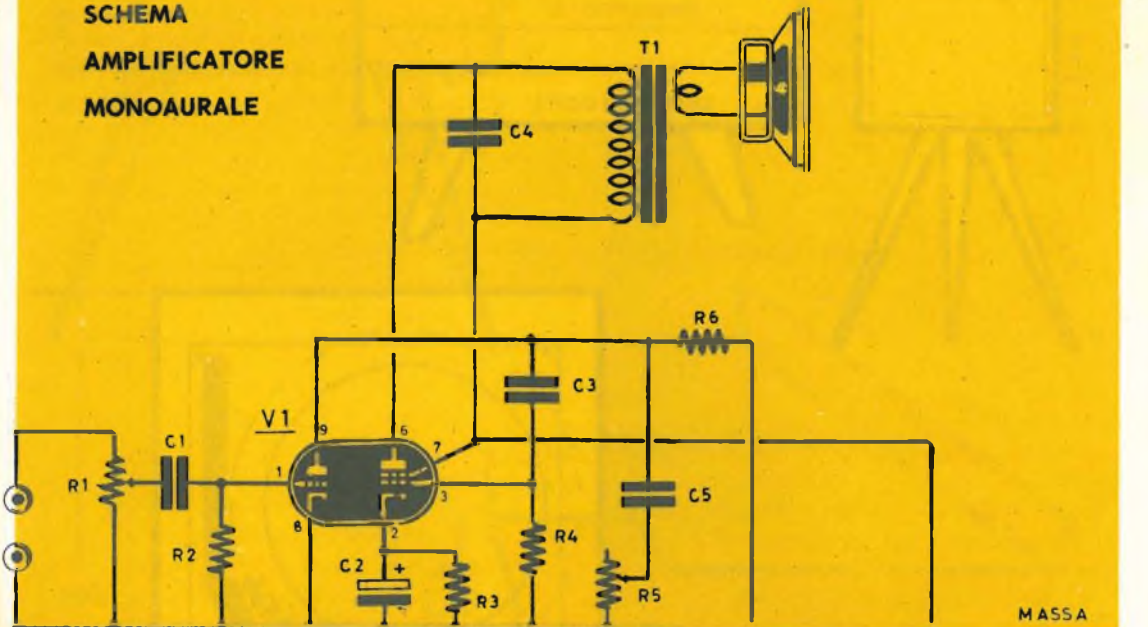 SCHEMA
AMPLIFICATORE
MONOAURALE
T1
C4
R6
C3
V1
9
6
7
C1
1
R1
3
C5
8
2
R4
R2
C2
+
R3
R5
MASSA